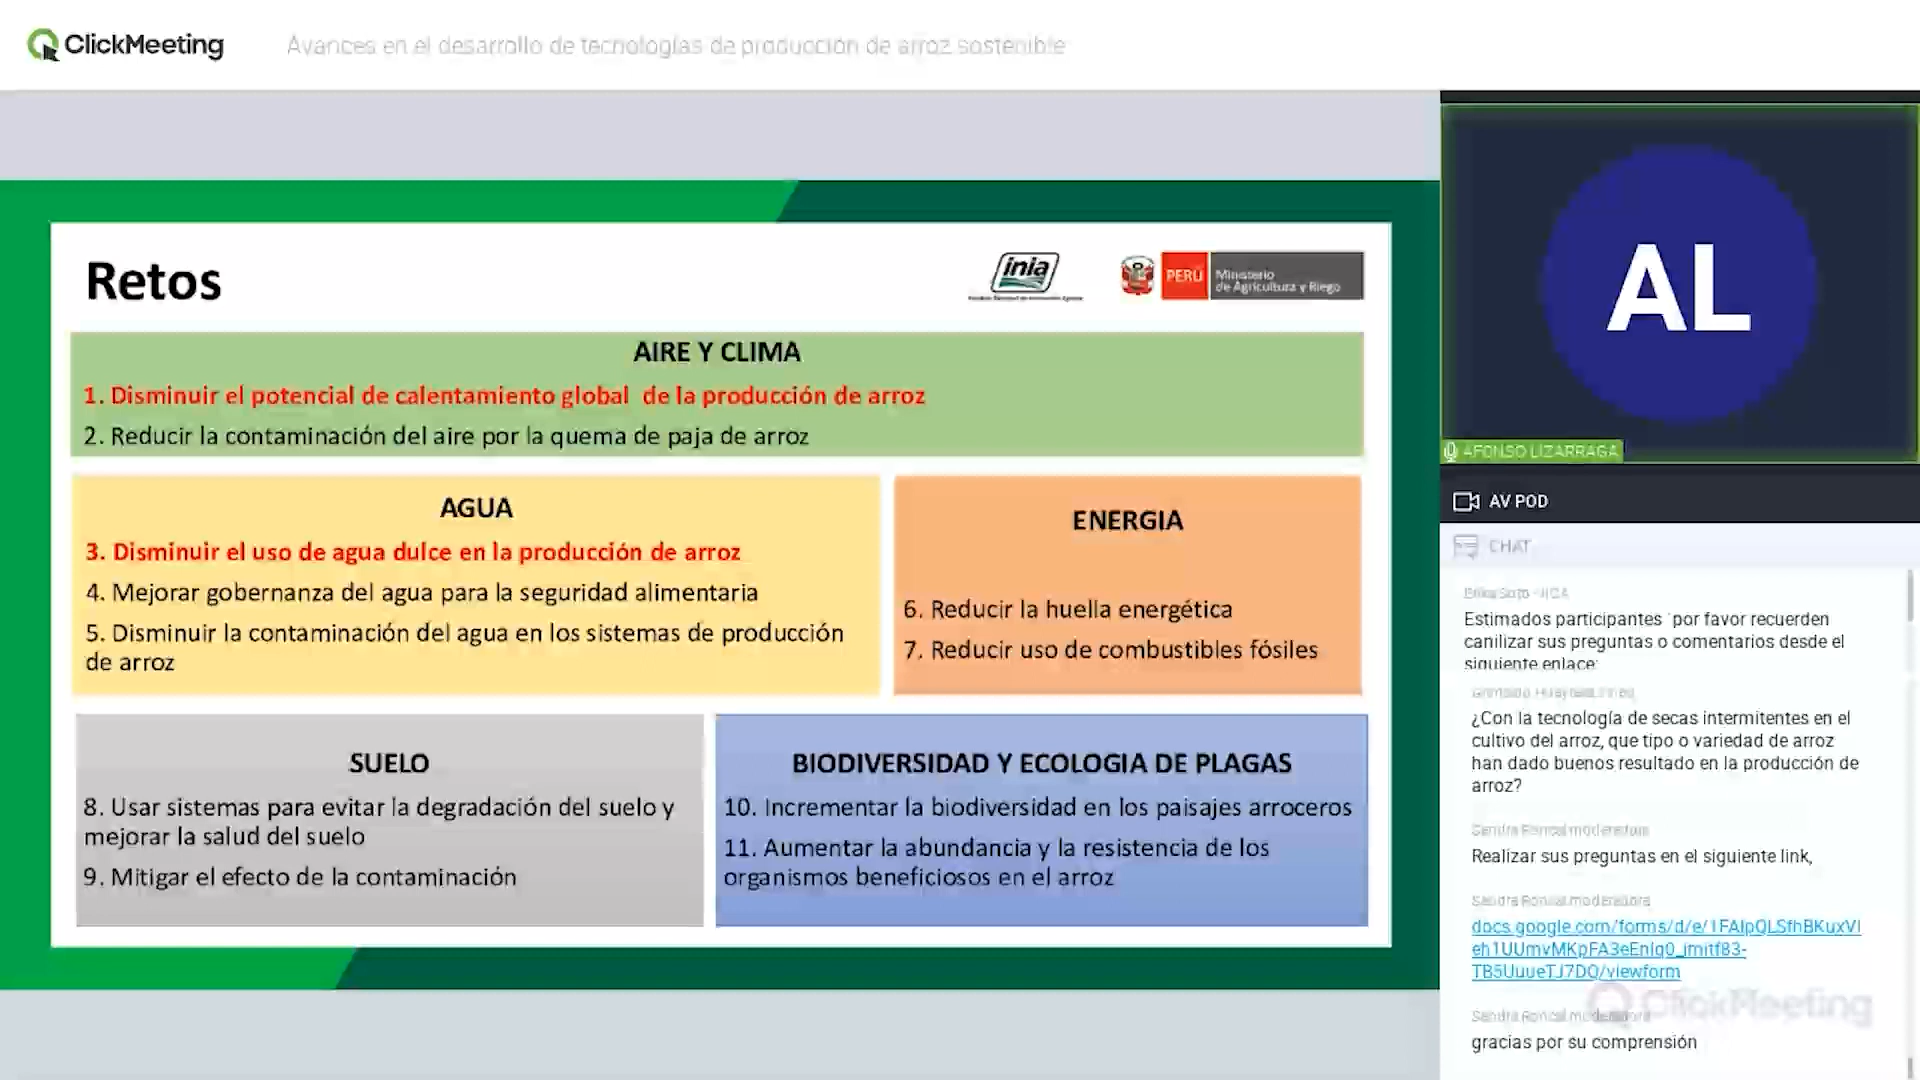 ClickMeeting
Avances en el desarrollo de tecnologías de producción de arroz sostenible
Retos
inia
PERÚ
Ministerio
de Agricultura y Riego
AIRE Y CLIMA
1. Disminuir el potencial de calentamiento global de la producción de arroz
2. Reducir la contaminación del aire por la quema de paja de arroz
AGUA
3. Disminuir el uso de agua dulce en la producción de arroz
4. Mejorar gobernanza del agua para la seguridad alimentaria
5. Disminuir la contaminación del agua en los sistemas de producción
de arroz
ENERGIA
6. Reducir la huella energética
7. Reducir uso de combustibles fósiles
SUELO
8. Usar sistemas para evitar la degradación del suelo y
mejorar la salud del suelo
9. Mitigar el efecto de la contaminación
BIODIVERSIDAD Y ECOLOGIA DE PLAGAS
10. Incrementar la biodiversidad en los paisajes arroceros
11. Aumentar la abundancia y la resistencia de los
organismos beneficiosos en el arroz
AL
AFONSO LIZARRAGA
AV POD
CHAT
Estimados participantes ´por favor recuerden
canilizar sus preguntas o comentarios desde el
siguiente enlace:
¿Con la tecnología de secas intermitentes en el
cultivo del arroz, que tipo o variedad de arroz
han dado buenos resultado en la producción de
arroz?
Sandra Roncal moderadora
Realizar sus preguntas en el siguiente link,
Sandra Roncal moderadora
gracias por su comprensión
Sandra Roncal moderadora
ClickMeeting